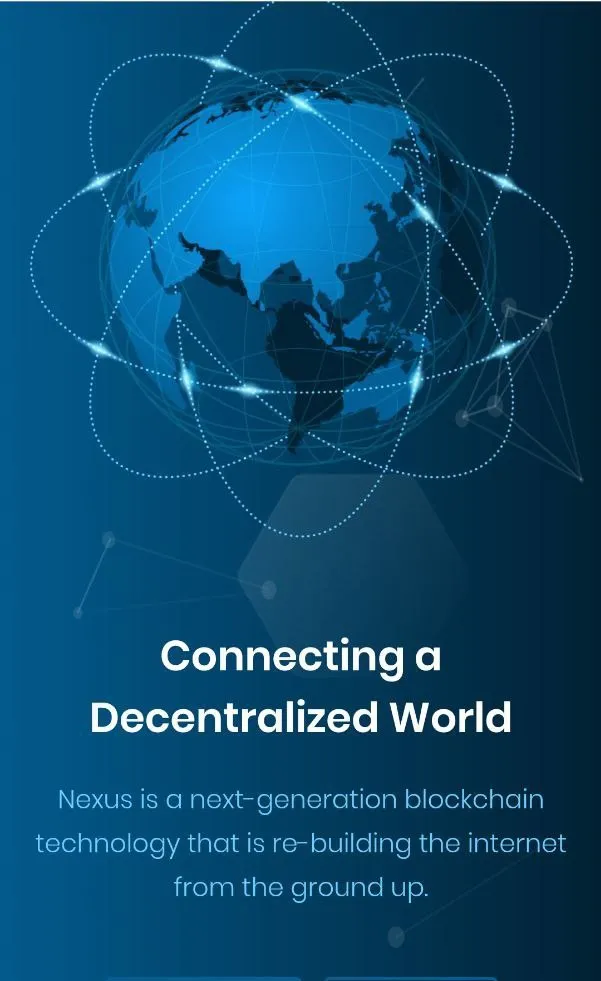 Connecting a
Decentralized World
Nexus is a next-generation blockchain
technology that is re-building the internet
from the ground up.